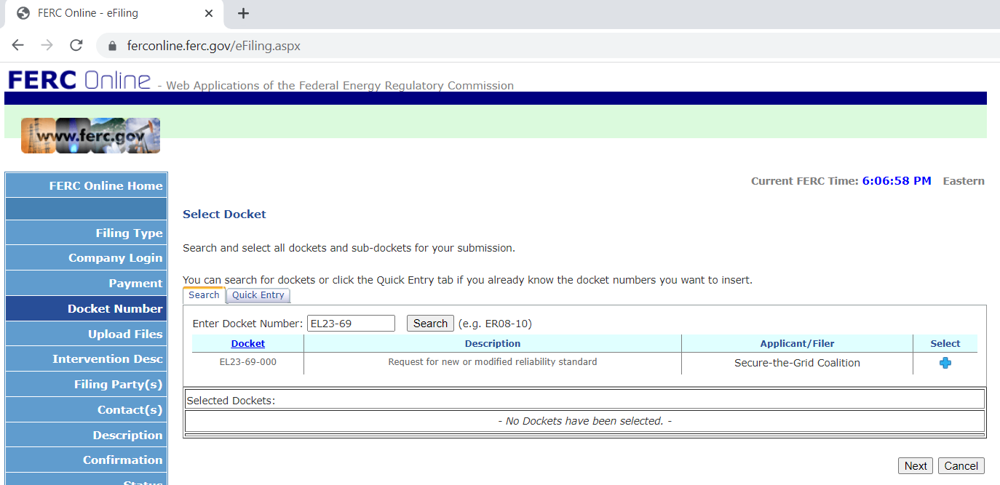 FERC Online - eFiling
ferconline.ferc.gov/eFiling.aspx
FERC Online - Web Applications of the Federal Energy Regulatory Commission
www.ferc.gov
FERC Online Home
Current FERC Time: 6:06:58 PM Eastern
Select Docket
Filing Type
Search and select all dockets and sub-dockets for your submission.
Company Login
Payment
You can search for dockets or click the Quick Entry tab if you already know the docket numbers you want to insert.
Search Quick Entry
Docket Number
Enter Docket Number: EL23-69 Search (e.g. ER08-10)
Upload Files
Docket Description Applicant/Filer Select
Intervention Desc
EL23-69-000 Request for new or modified reliability standard Secure-the-Grid Coalition
Filing Party(s)
Selected Dockets:
Contact(s)
- No Dockets have been selected. -
Description
Confirmation
Next Cancel
Status